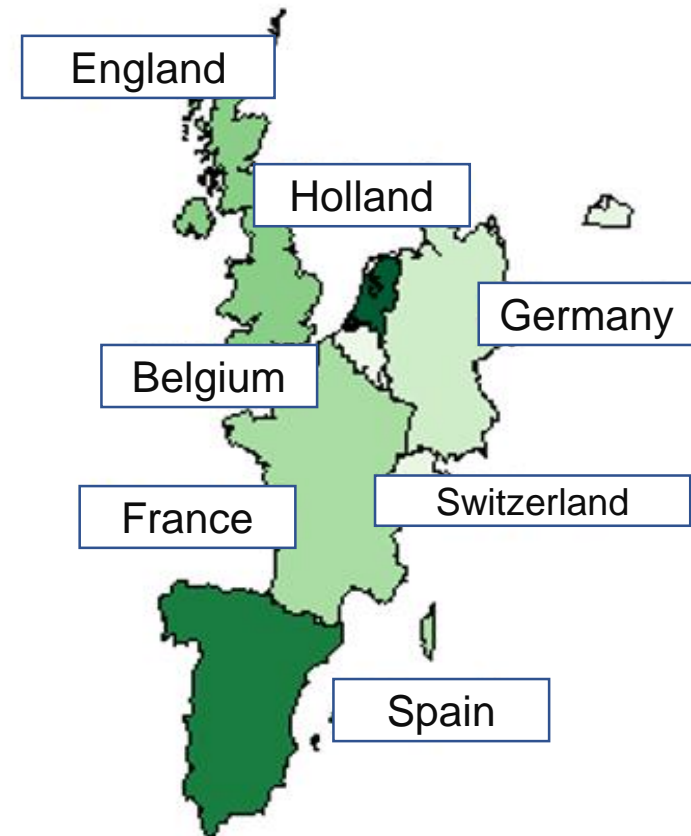 England
Holland
Germany
Belgium
Switzerland
France
Spain